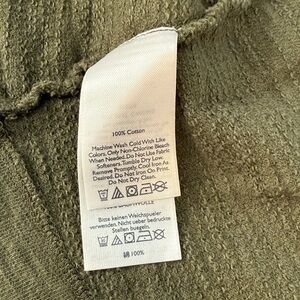 100% Cotton
Machine Wash Cold With Like
Colors. Only Non-Chlorine Bleach
When Needed. Do Not Use Fabric
Softeners. Tumble Dry Low.
Remove Promptly. Cool Iron As
Desired. Do Not Iron On Print.
Do Not Dry Clean.
Bitte keinen Weichspueler
verwenden. Nicht ueber bedruckte
Stellen buegeln.
100%